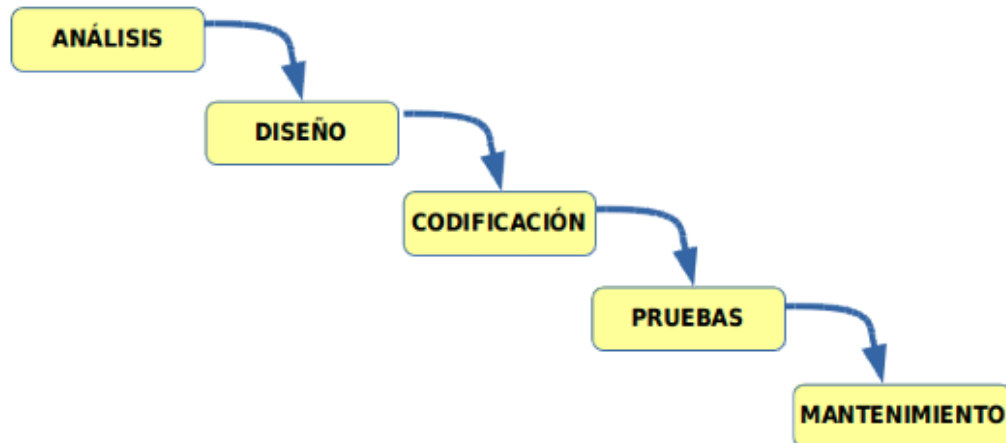 ANÁLISIS
DISEÑO
CODIFICACIÓN
PRUEBAS
MANTENIMIENTO